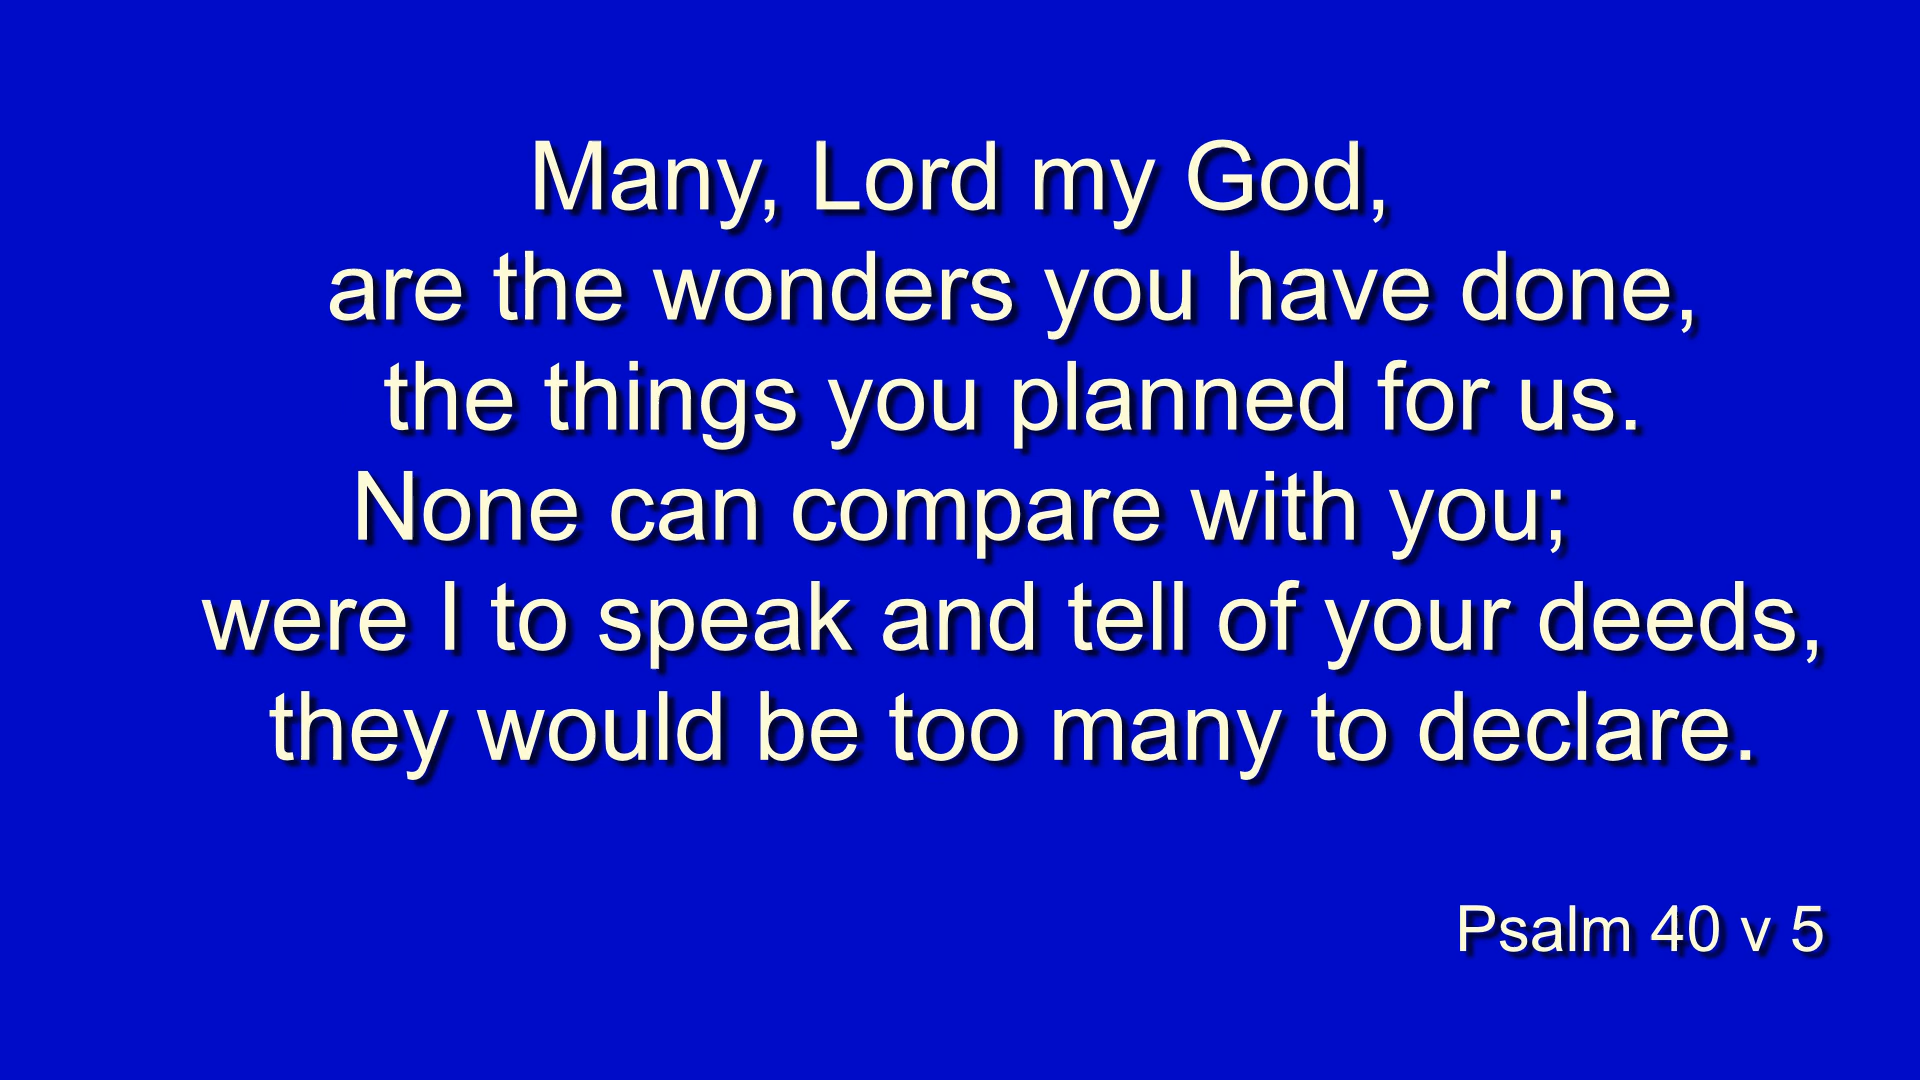 Many, Lord my God,
are the wonders you have done,
the things you planned for us.
None can compare with you;
were I to speak and tell of your deeds,
they would be too many to declare.
Psalm 40 v 5